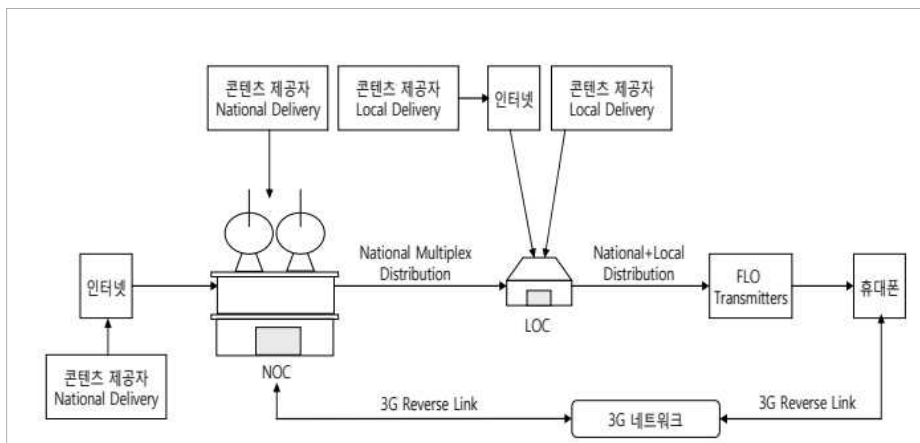 콘텐츠 제공자
National Delivery
콘텐츠 제공자
Local Delivery
인터넷
콘텐츠 제공자
Local Delivery
인터넷
콘텐츠 제공자
National Delivery
NOC
National Multiplex
Distribution
LOC
National+Local
Distribution
FLO
Transmitters
휴대폰
3G Reverse Link
3G 네트워크
3G Reverse Link